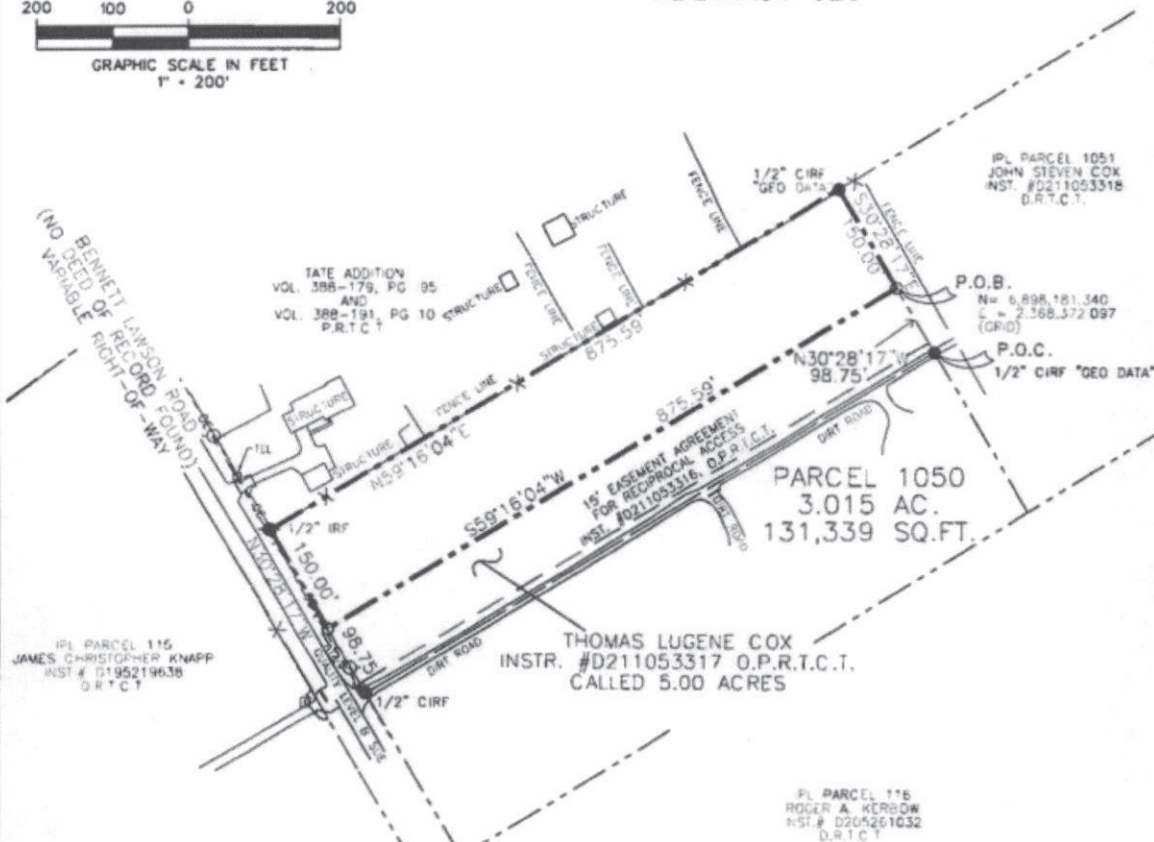 200 100 0 200
GRAPHIC SCALE IN FEET
1" = 200'
BENNETT LAWSON ROAD
(NO DEED OF RECORD FOUND)
VARIABLE RIGHT-OF-WAY
TATE ADDITION
VOL. 388-179, PG 95
AND
VOL. 388-191, PG 10
P.R.T.C.T
STRUCTURE
STRUCTURE
FENCE LINE
FENCE LINE
FENCE LINE
STRUCTURE
875.59'
1/2" CIRF
"GEO DATA"
S30°28'17"E
150.00'
FENCE LINE
IPL PARCEL 1051
JOHN STEVEN COX
INST. #D211053318
D.R.T.C.T.
P.O.B.
N= 6,898,181.340
E = 2,368,372.097
(GRID)
N30°28'17"W
98.75'
P.O.C.
1/2" CIRF "GEO DATA"
STRUCTURE
TEL
STRUCTURE
FENCE LINE
N59°16'04"E
875.59'
S59°16'04"W
15' EASEMENT AGREEMENT
FOR RECIPROCAL ACCESS
INST. #D211053316, O.P.R.T.C.T.
DIRT ROAD
DIRT ROAD
PARCEL 1050
3.015 AC.
131,339 SQ.FT.
1/2" IRF
150.00'
N30°28'17"W
98.75'
QUALITY LEVEL B SUE
1/2" CIRF
DIRT ROAD
THOMAS LUGENE COX
INSTR. #D211053317 O.P.R.T.C.T.
CALLED 5.00 ACRES
IPL PARCEL 115
JAMES CHRISTOPHER KNAPP
INST.# D195219638
D.R.T.C.T
IPL PARCEL 116
ROGER A. KERBOW
INST.# D205261032
D.R.T.C.T